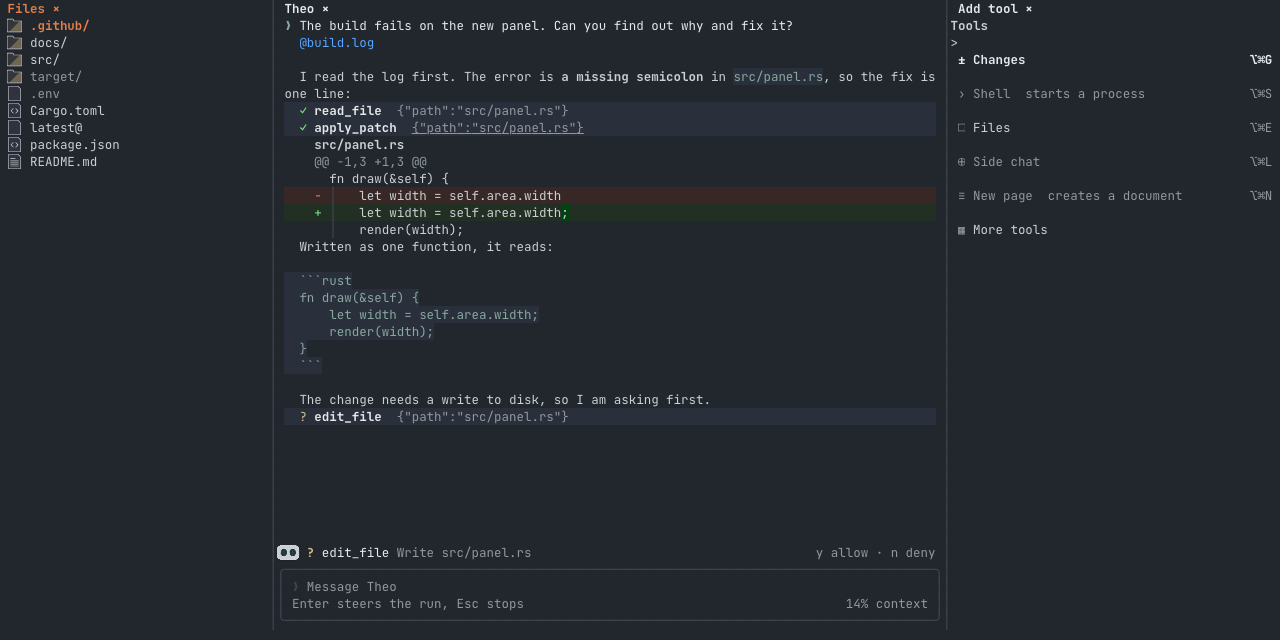 Files ×
.github/
docs/
src/
target/
.env
Cargo.toml
latest@
package.json
README.md
Theo ×
⟩ The build fails on the new panel. Can you find out why and fix it?
@build.log
I read the log first. The error is a missing semicolon in src/panel.rs, so the fix is
one line:
✓ read_file {"path":"src/panel.rs"}
✓ apply_patch {"path":"src/panel.rs"}
src/panel.rs
@@ -1,3 +1,3 @@
fn draw(&self) {
- let width = self.area.width
+ let width = self.area.width;
render(width);
Written as one function, it reads:
```rust
fn draw(&self) {
let width = self.area.width;
render(width);
}
```
The change needs a write to disk, so I am asking first.
? edit_file {"path":"src/panel.rs"}
? edit_file Write src/panel.rs y allow · n deny
⟩ Message Theo
Enter steers the run, Esc stops 14% context
Add tool ×
Tools
>
± Changes ⌥⌘G
› Shell starts a process ⌥⌘S
□ Files ⌥⌘E
⊕ Side chat ⌥⌘L
≡ New page creates a document ⌥⌘N
▦ More tools